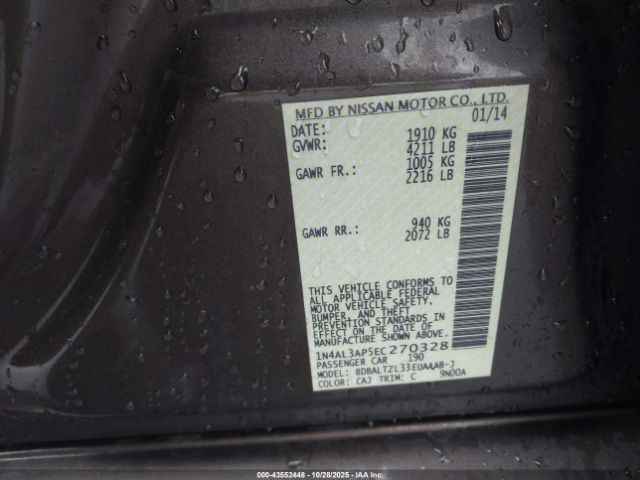 MFD BY NISSAN MOTOR CO., LTD.
DATE: 01/14
GVWR: 1910 KG
4211 LB
GAWR FR.: 1005 KG
2216 LB
GAWR RR.: 940 KG
2072 LB
THIS VEHICLE CONFORMS TO
ALL APPLICABLE FEDERAL
MOTOR VEHICLE SAFETY,
BUMPER, AND THEFT
PREVENTION STANDARDS IN
EFFECT ON THE DATE OF
MANUFACTURE SHOWN ABOVE.
1N4AL3AP5EC270328
PASSENGER CAR 190
MODEL: BDBALTZL33EUAAAB-J
COLOR: CAJ TRIM: C 9N00A
000-43552448 - 10/28/2025 - IAA Inc.